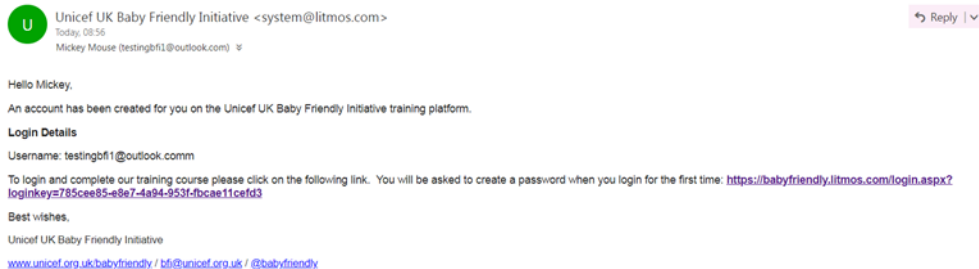 U
Unicef UK Baby Friendly Initiative <system@litmos.com>
Reply
Today, 08:56
Mickey Mouse (testingbfi1@outlook.com)
Hello Mickey,
An account has been created for you on the Unicef UK Baby Friendly Initiative training platform.
Login Details
Username: testingbfi1@outlook.comm
To login and complete our training course please click on the following link. You will be asked to create a password when you login for the first time: https://babyfriendly.litmos.com/login.aspx?
loginkey=785cee85-e8e7-4a94-953f-fbcae11cefd3
Best wishes,
Unicef UK Baby Friendly Initiative
www.unicef.org.uk/babyfriendly / bfi@unicef.org.uk / @babyfriendly